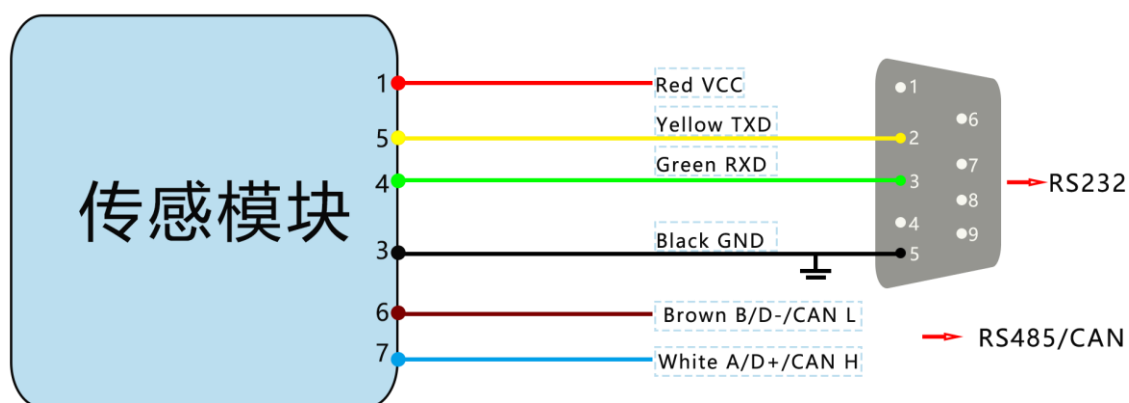 传感模块
1
5
4
3
6
7
Red VCC
Yellow TXD
Green RXD
Black GND
Brown B/D-/CAN L
White A/D+/CAN H
1
2
3
4
5
6
7
8
9
RS232
RS485/CAN